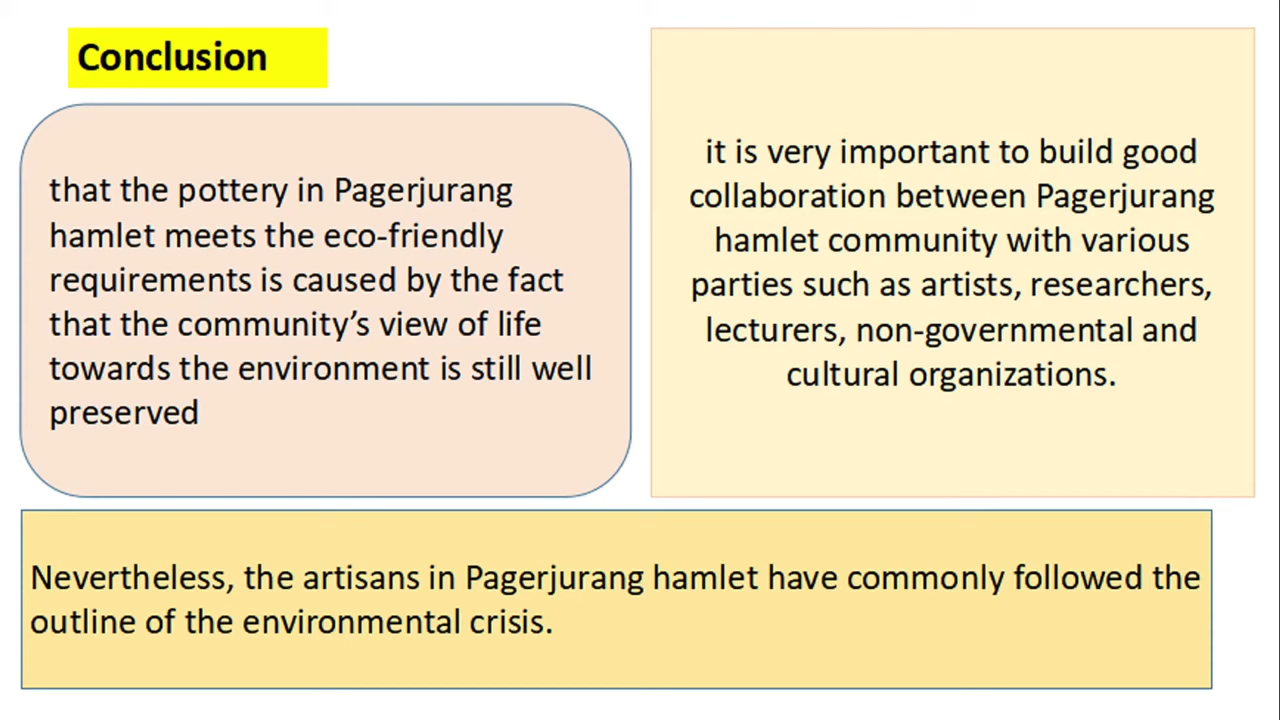 Conclusion
that the pottery in Pagerjurang
hamlet meets the eco-friendly
requirements is caused by the fact
that the community’s view of life
towards the environment is still well
preserved
it is very important to build good
collaboration between Pagerjurang
hamlet community with various
parties such as artists, researchers,
lecturers, non-governmental and
cultural organizations.
Nevertheless, the artisans in Pagerjurang hamlet have commonly followed the
outline of the environmental crisis.